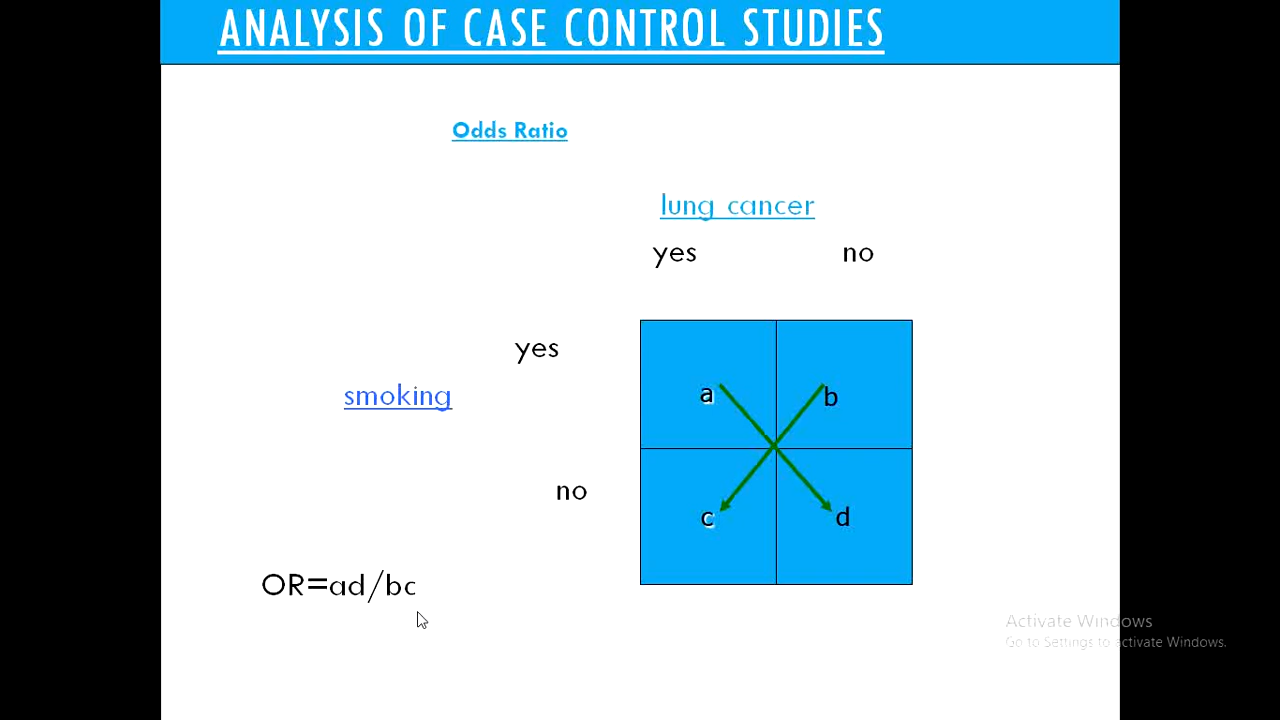 ANALYSIS OF CASE CONTROL STUDIES
Odds Ratio
lung cancer
yes no
yes
smoking
a b
no
c d
OR=ad/bc
Activate Windows
Go to Settings to activate Windows.